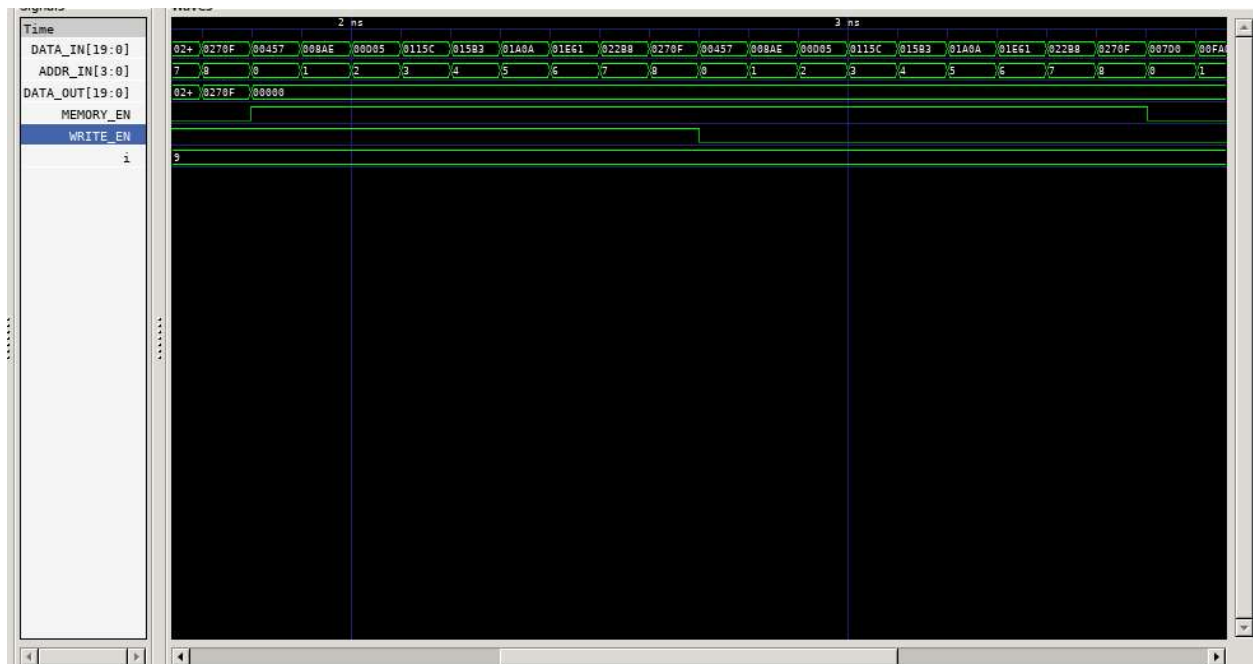 Signals
Waves
Time
2 ns
3 ns
DATA_IN[19:0]
02+ 0270F 00457 008AE 00D05 0115C 015B3 01A0A 01E61 022B8 0270F 00457 008AE 00D05 0115C 015B3 01A0A 01E61 022B8 0270F 007D0 00FA
ADDR_IN[3:0]
7 8 0 1 2 3 4 5 6 7 8 0 1 2 3 4 5 6 7 8 0 1
DATA_OUT[19:0]
02+ 0270F 00000
MEMORY_EN
WRITE_EN
i
9